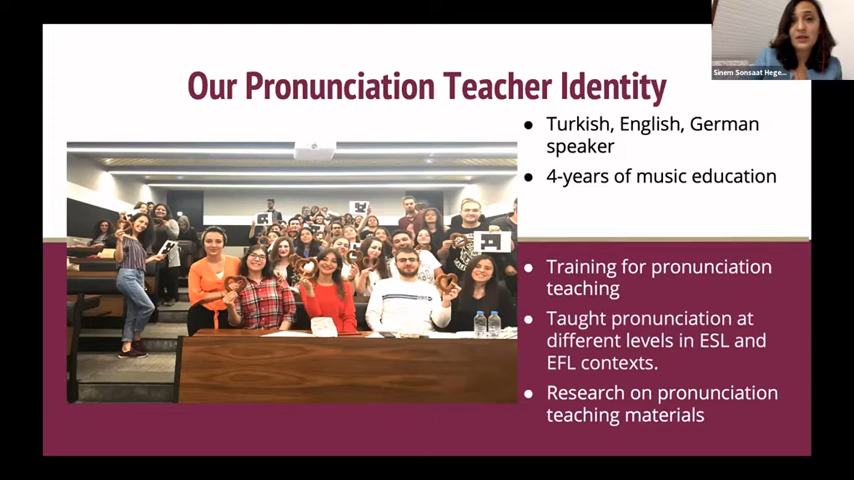 Sinem Sonsaat Hege...
Our Pronunciation Teacher Identity
● Turkish, English, German
speaker
● 4-years of music education
● Training for pronunciation
teaching
● Taught pronunciation at
different levels in ESL and
EFL contexts.
● Research on pronunciation
teaching materials